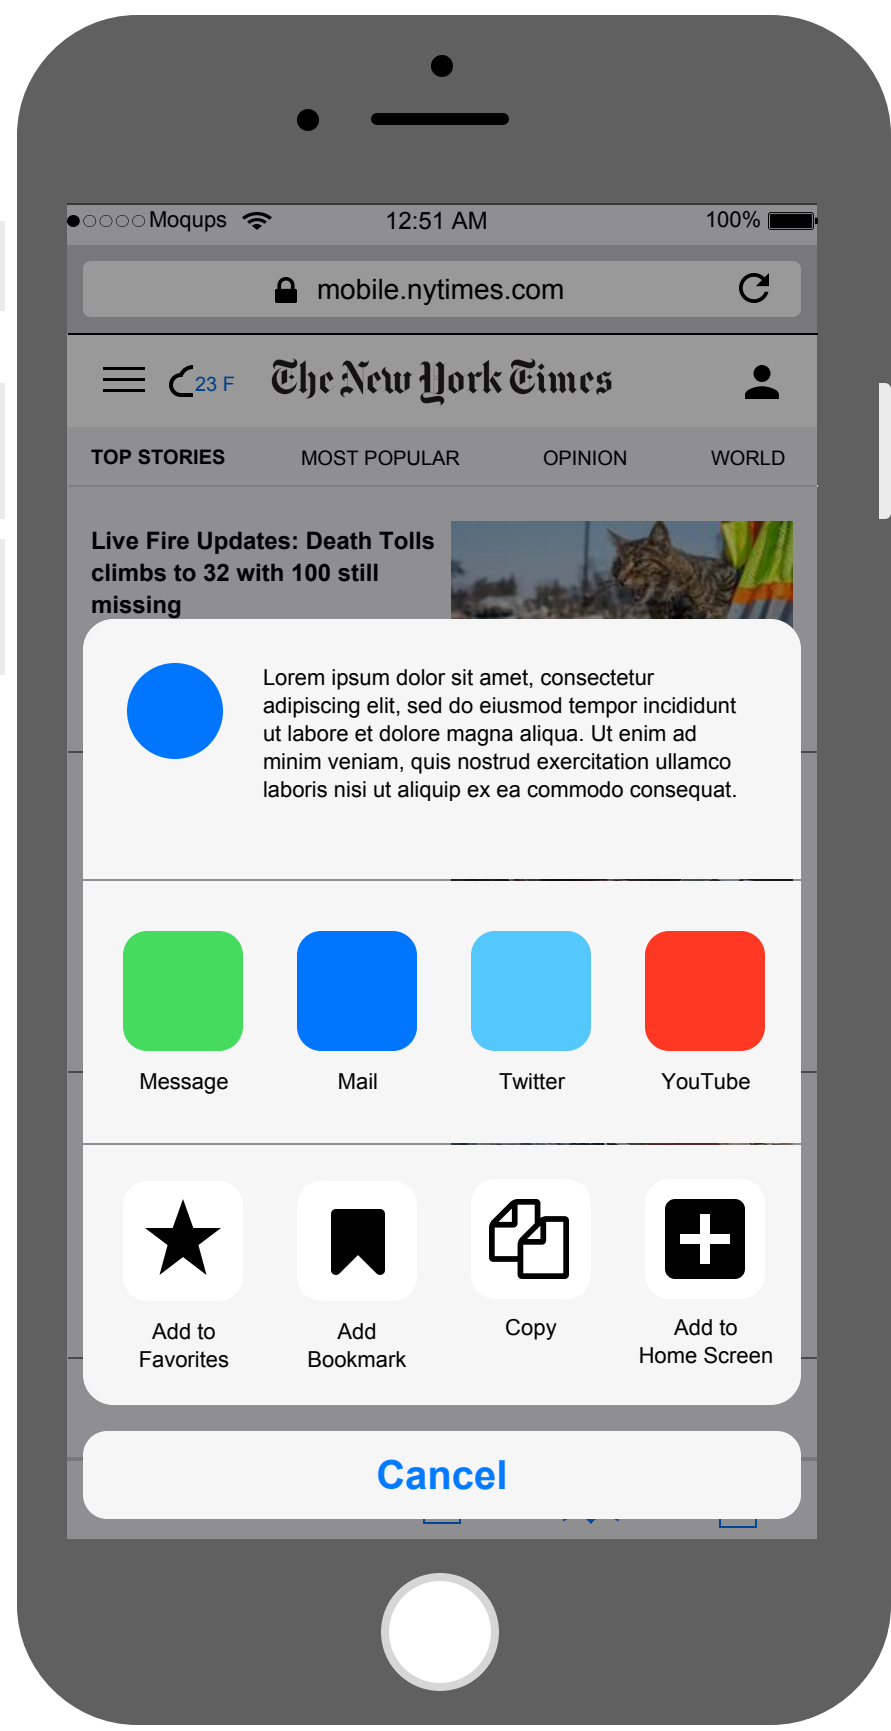 Moqups 12:51 AM 100%
mobile.nytimes.com
23 F The New York Times
TOP STORIES MOST POPULAR OPINION WORLD
Live Fire Updates: Death Tolls
climbs to 32 with 100 still
missing
Lorem ipsum dolor sit amet, consectetur
adipiscing elit, sed do eiusmod tempor incididunt
ut labore et dolore magna aliqua. Ut enim ad
minim veniam, quis nostrud exercitation ullamco
laboris nisi ut aliquip ex ea commodo consequat.
Message Mail Twitter YouTube
Add to
Favorites
Add
Bookmark
Copy
Add to
Home Screen
Cancel